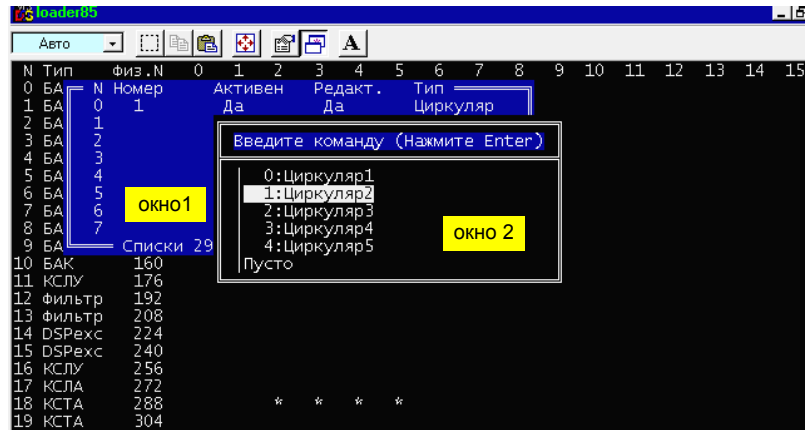 loader85
Авто
A
N Тип Физ.N 0 1 2 3 4 5 6 7 8 9 10 11 12 13 14 15
0 БА N Номер Активен Редакт. Тип
1 БА 0 1 Да Да Циркуляр
2 БА 1
3 БА 2 Введите команду (Нажмите Enter)
4 БА 3
5 БА 4 0:Циркуляр1
6 БА 5 окно1 1:Циркуляр2
7 БА 6 2:Циркуляр3
8 БА 7 3:Циркуляр4 окно 2
9 БА Списки 29 4:Циркуляр5
10 БАК 160 Пусто
11 КСЛУ 176
12 Фильтр 192
13 Фильтр 208
14 DSPexc 224
15 DSPexc 240
16 КСЛУ 256
17 КСЛА 272
18 КСТА 288 * * * *
19 КСТА 304